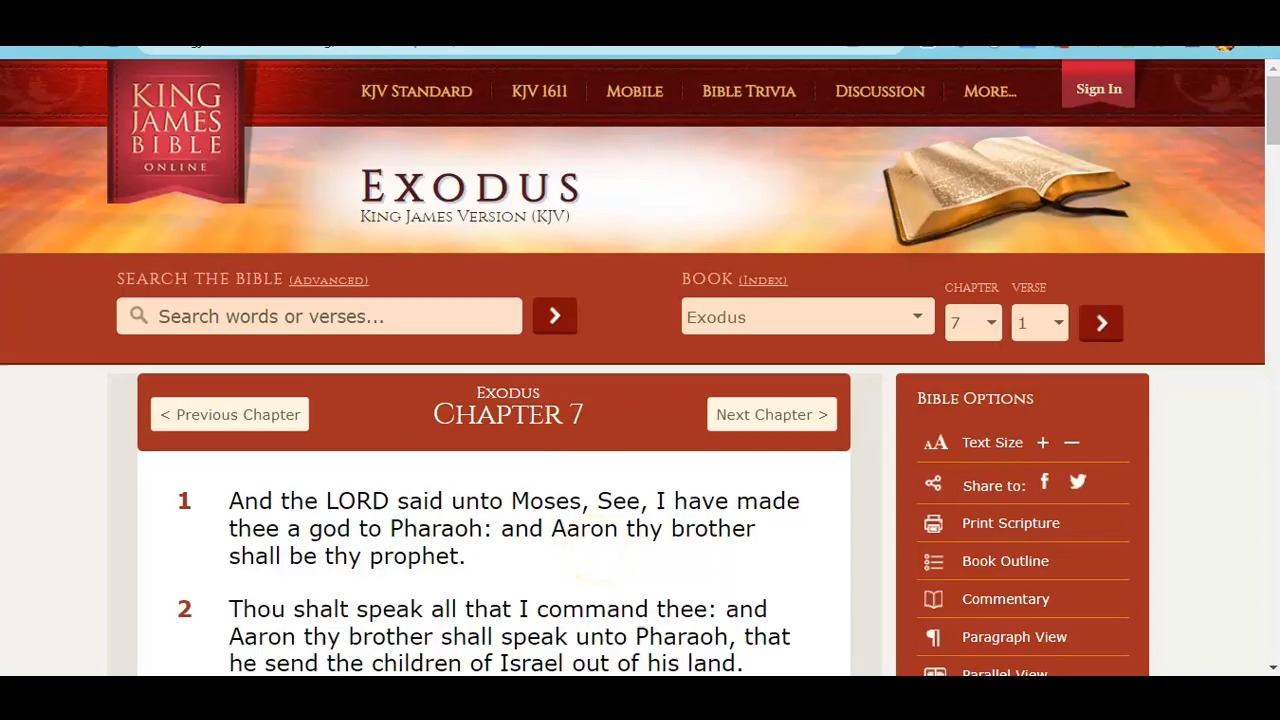 KING
JAMES
BIBLE
ONLINE
KJV STANDARD
KJV 1611
MOBILE
BIBLE TRIVIA
DISCUSSION
MORE...
Sign In
EXODUS
KING JAMES VERSION (KJV)
SEARCH THE BIBLE (ADVANCED)
Search words or verses...
BOOK (INDEX)
Exodus
CHAPTER
7
VERSE
1
< Previous Chapter
EXODUS
CHAPTER 7
Next Chapter >
1 And the LORD said unto Moses, See, I have made
thee a god to Pharaoh: and Aaron thy brother
shall be thy prophet.
2 Thou shalt speak all that I command thee: and
Aaron thy brother shall speak unto Pharaoh, that
he send the children of Israel out of his land.
BIBLE OPTIONS
AA Text Size + —
Share to:
Print Scripture
Book Outline
Commentary
Paragraph View
Parallel View